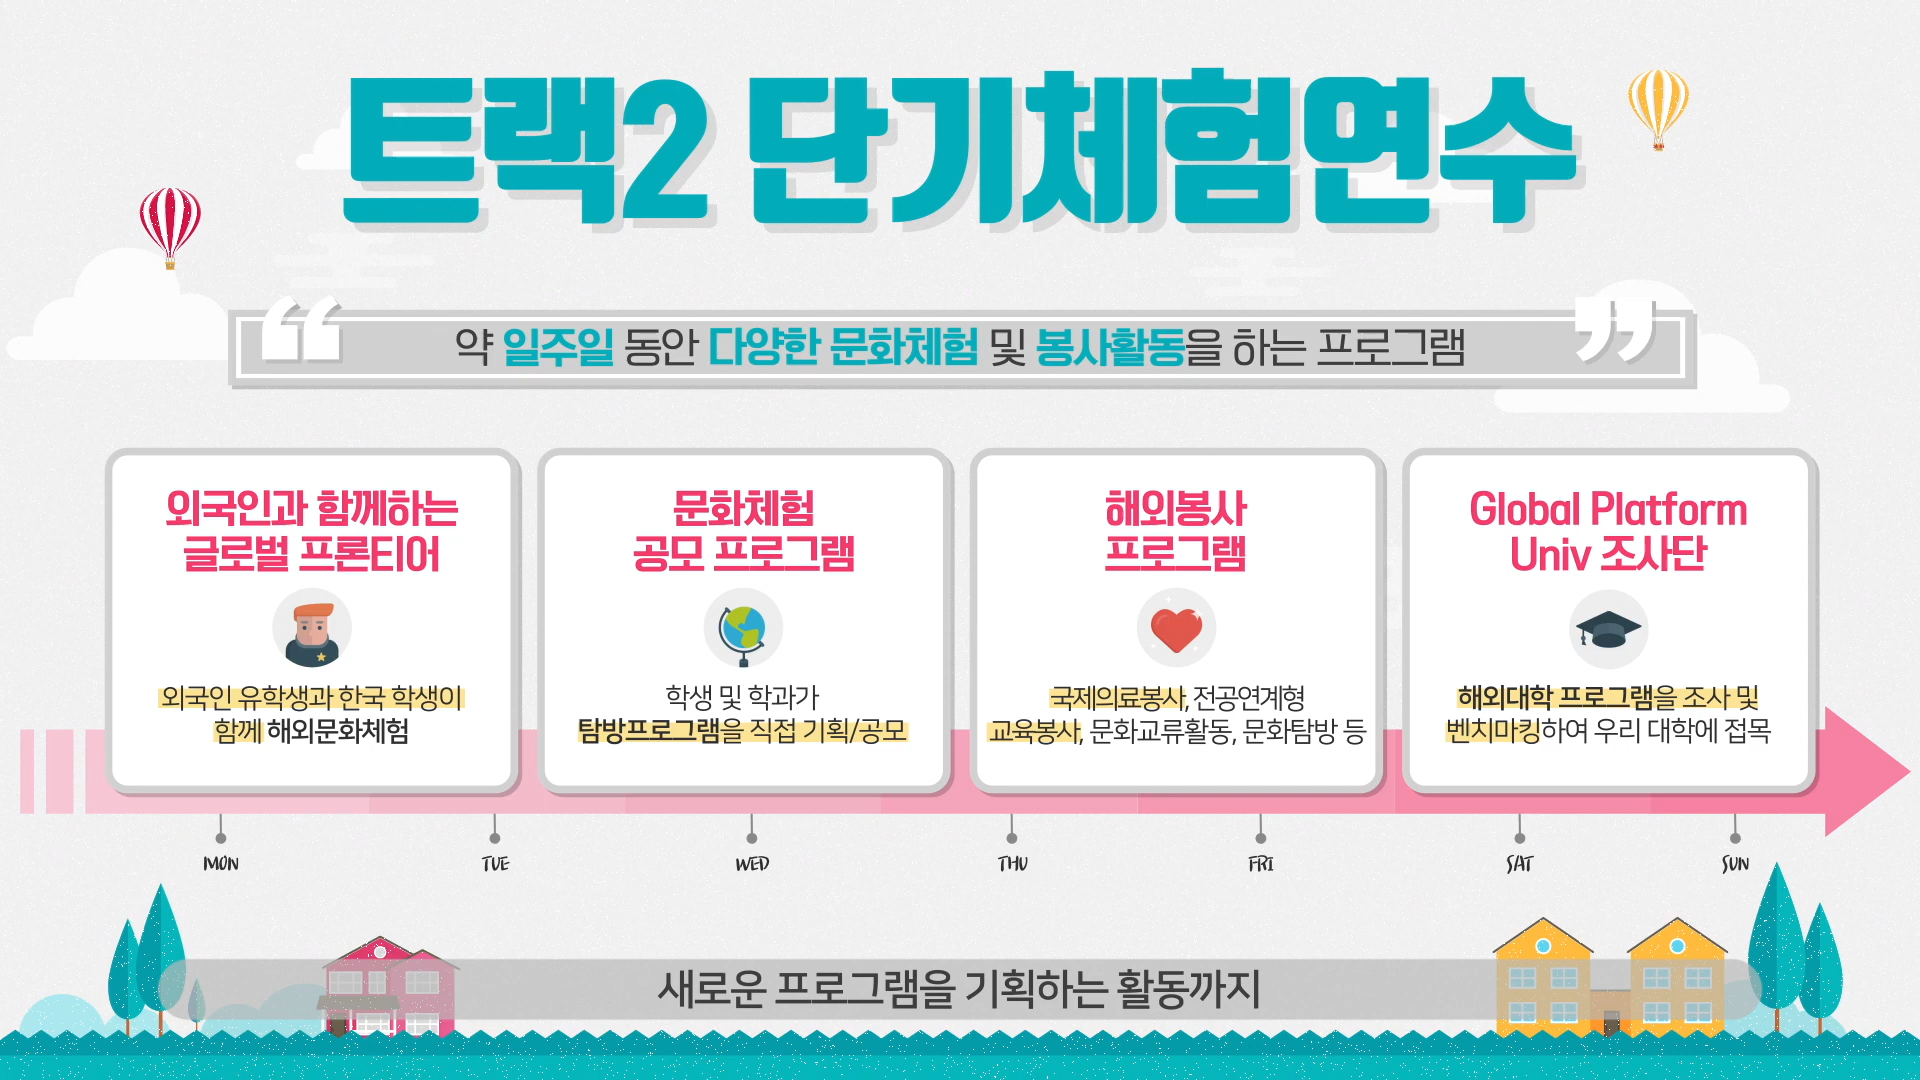 트랙2 단기체험연수
“ 약 일주일 동안 다양한 문화체험 및 봉사활동을 하는 프로그램 ”
외국인과 함께하는
글로벌 프론티어
외국인 유학생과 한국 학생이
함께 해외문화체험
문화체험
공모 프로그램
학생 및 학과가
탐방프로그램을 직접 기획/공모
해외봉사
프로그램
국제의료봉사, 전공연계형
교육봉사, 문화교류활동, 문화탐방 등
Global Platform
Univ 조사단
해외대학 프로그램을 조사 및
벤치마킹하여 우리 대학에 접목
MON TUE WED THU FRI SAT SUN
새로운 프로그램을 기획하는 활동까지